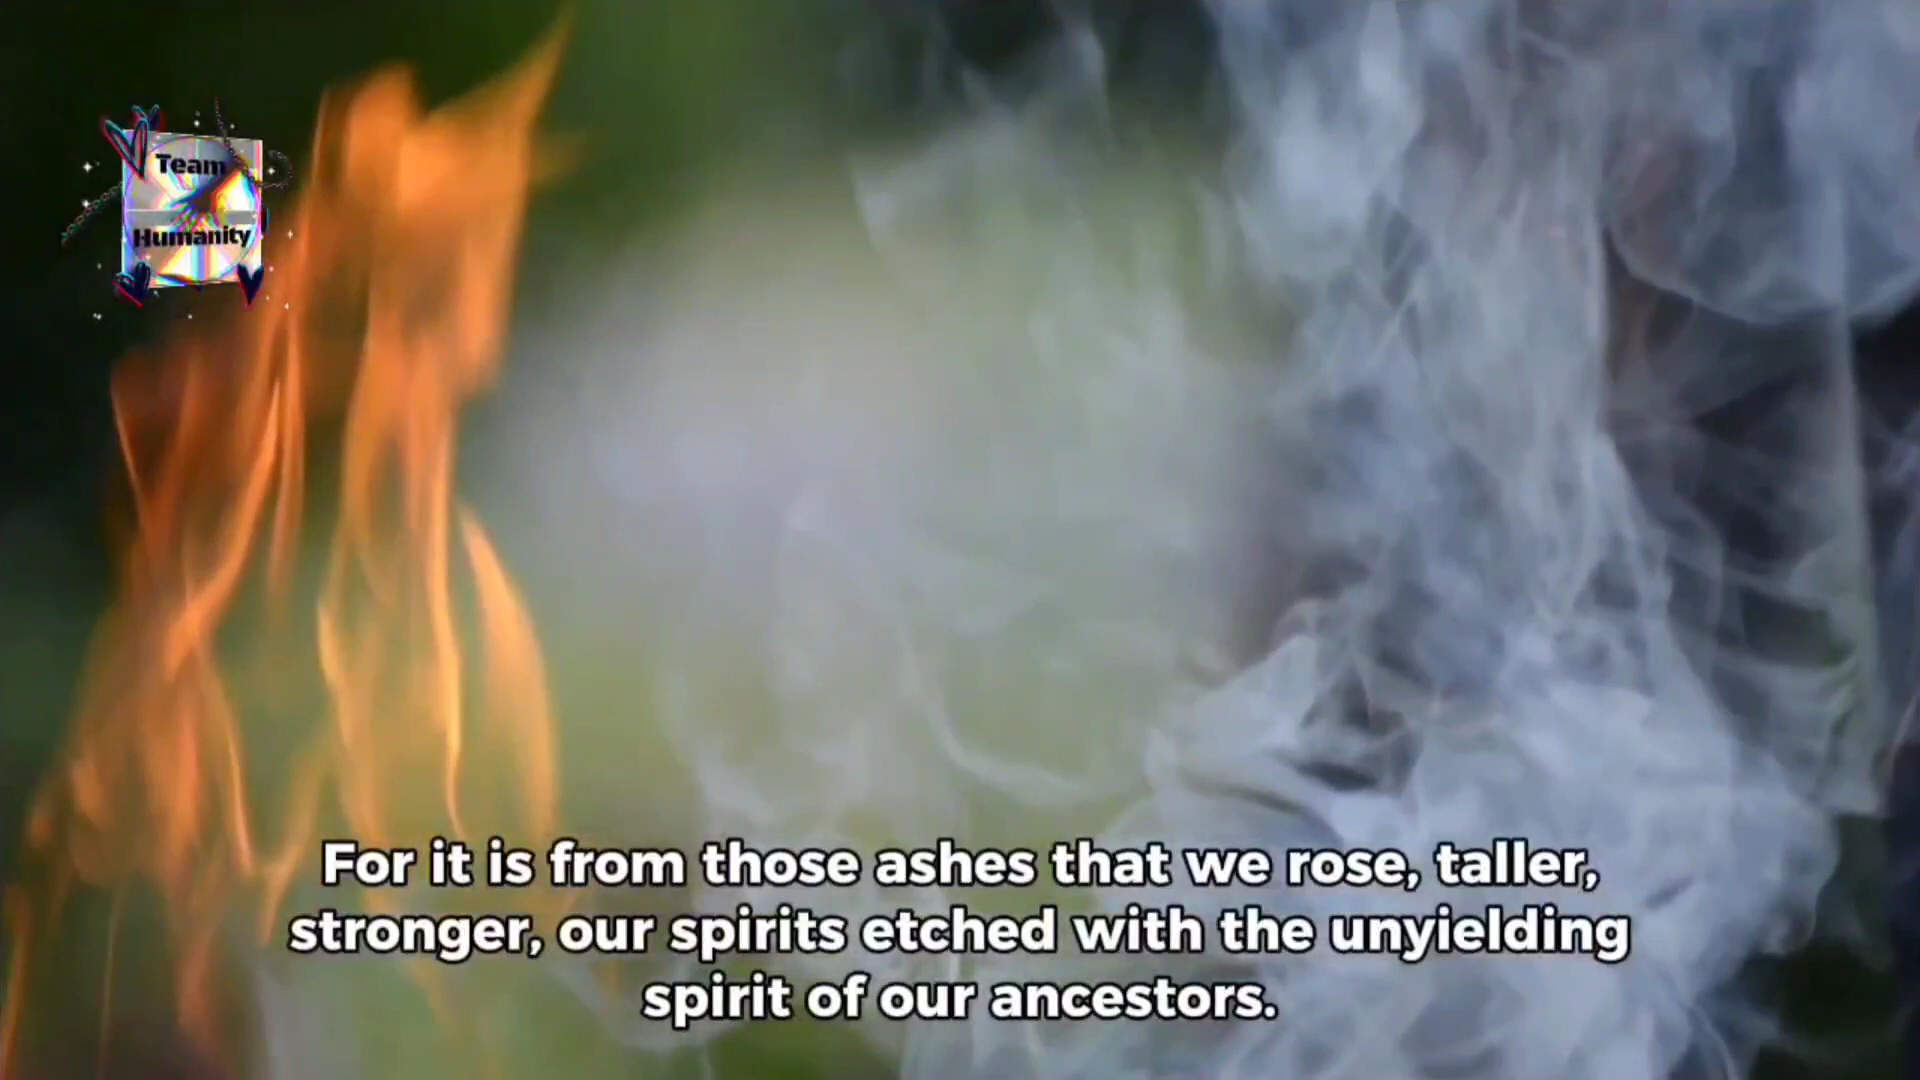 Team
Humanity
For it is from those ashes that we rose, taller,
stronger, our spirits etched with the unyielding
spirit of our ancestors.